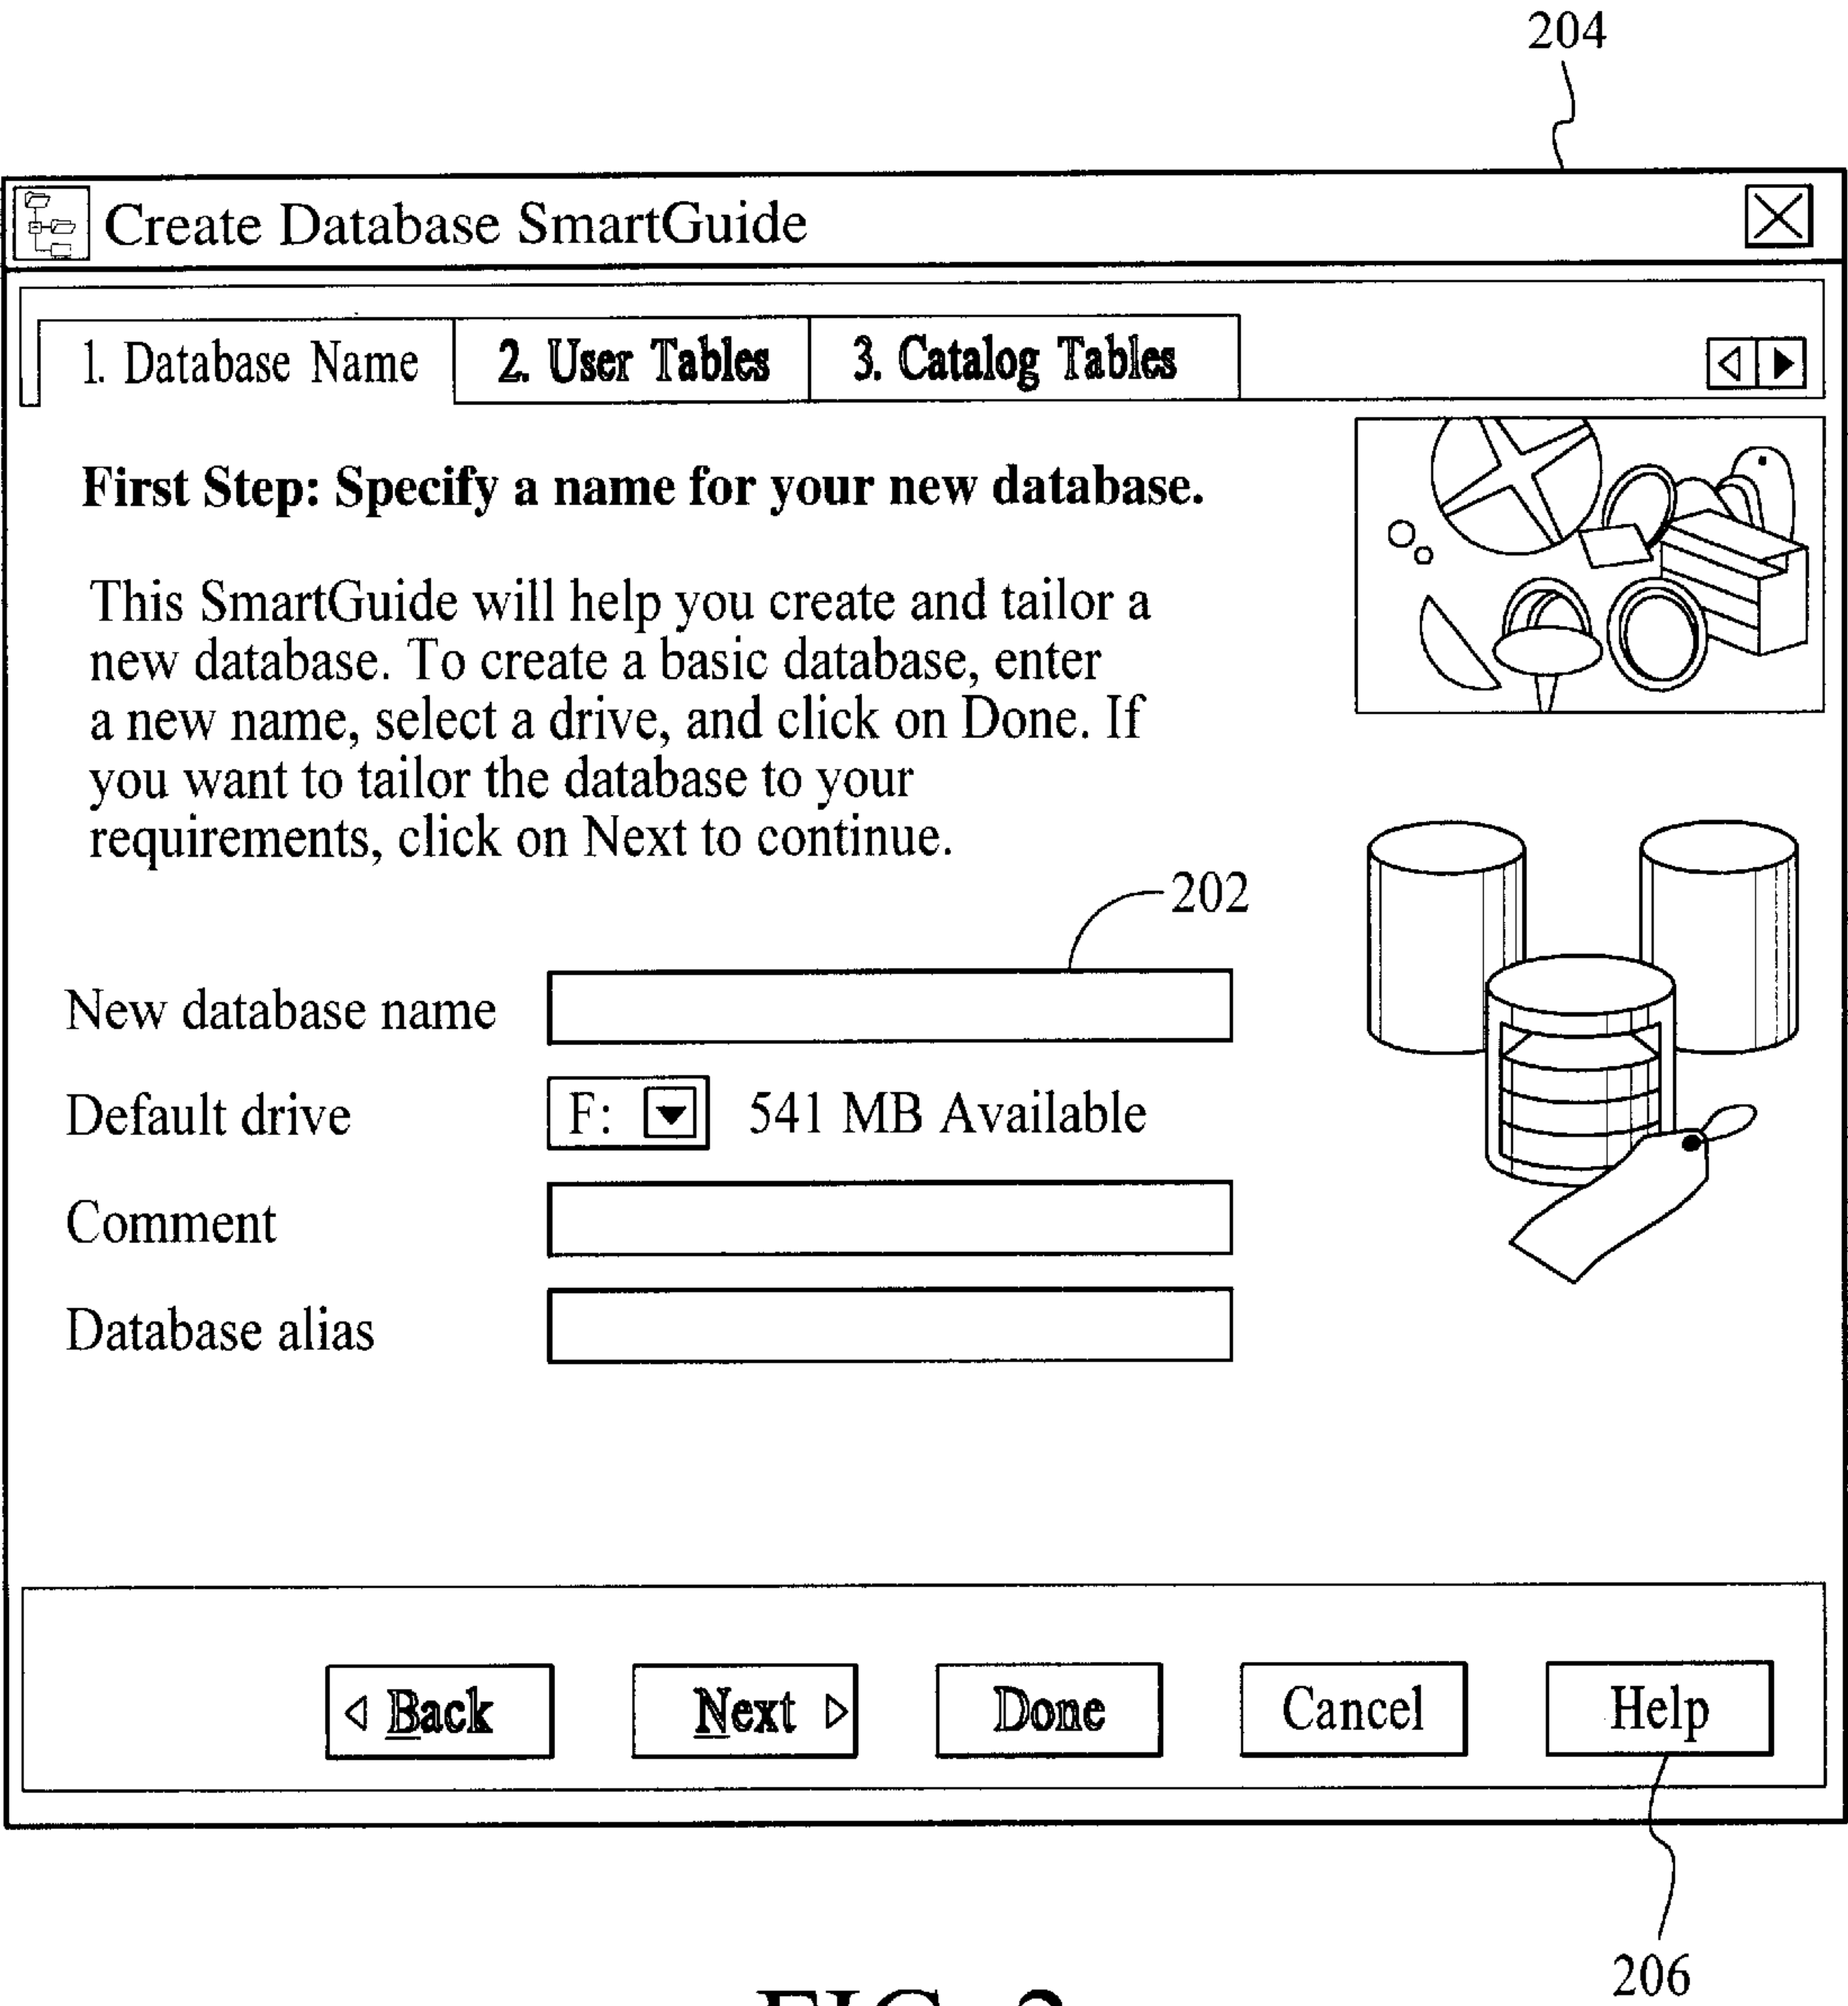 204
Create Database SmartGuide
1. Database Name
2. User Tables
3. Catalog Tables
First Step: Specify a name for your new database.
This SmartGuide will help you create and tailor a
new database. To create a basic database, enter
a new name, select a drive, and click on Done. If
you want to tailor the database to your
requirements, click on Next to continue.
202
New database name
Default drive F: 541 MB Available
Comment
Database alias
Back Next Done Cancel Help
206